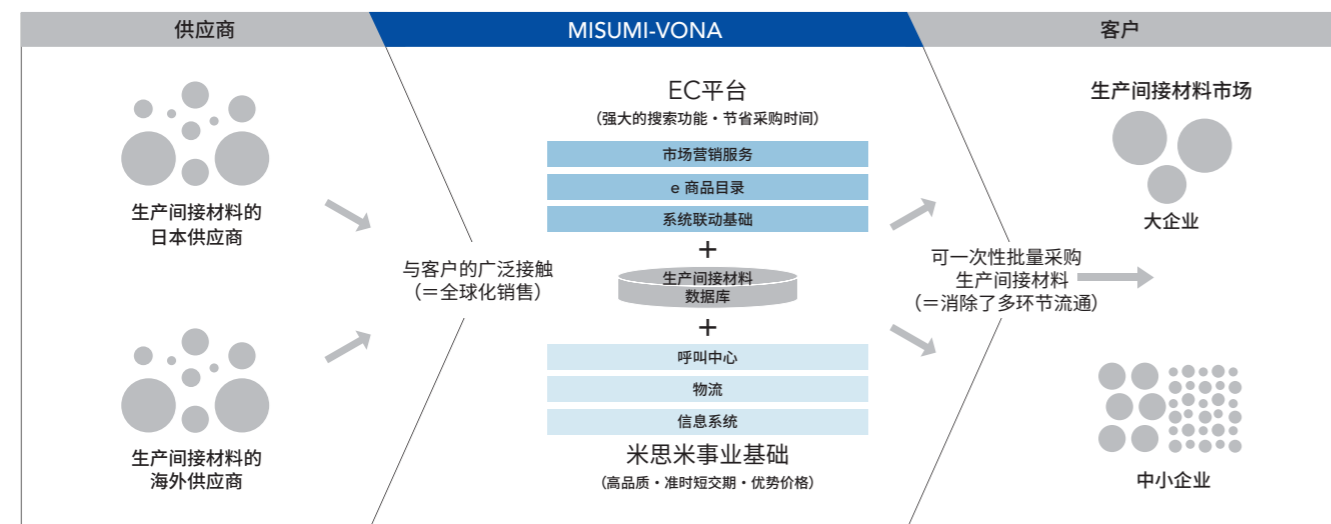 供应商
MISUMI-VONA
客户
生产间接材料的
日本供应商
生产间接材料的
海外供应商
与客户的广泛接触
（＝全球化销售）
EC平台
（强大的搜索功能・节省采购时间）
市场营销服务
e 商品目录
系统联动基础
+
生产间接材料
数据库
+
呼叫中心
物流
信息系统
米思米事业基础
（高品质・准时短交期・优势价格）
可一次性批量采购
生产间接材料
（＝消除了多环节流通）
生产间接材料市场
大企业
中小企业